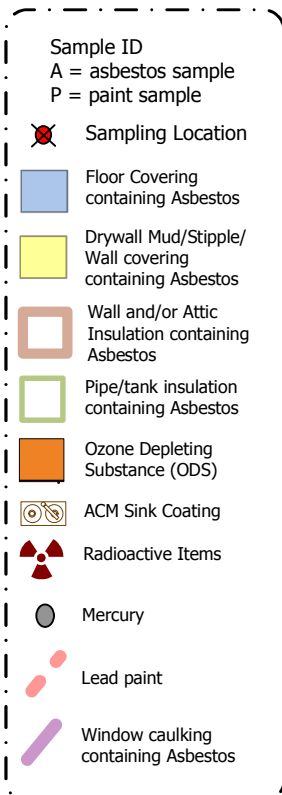 Sample ID
A = asbestos sample
P = paint sample
Sampling Location
Floor Covering
containing Asbestos
Drywall Mud/Stipple/
Wall covering
containing Asbestos
Wall and/or Attic
Insulation containing
Asbestos
Pipe/tank insulation
containing Asbestos
Ozone Depleting
Substance (ODS)
ACM Sink Coating
Radioactive Items
Mercury
Lead paint
Window caulking
containing Asbestos